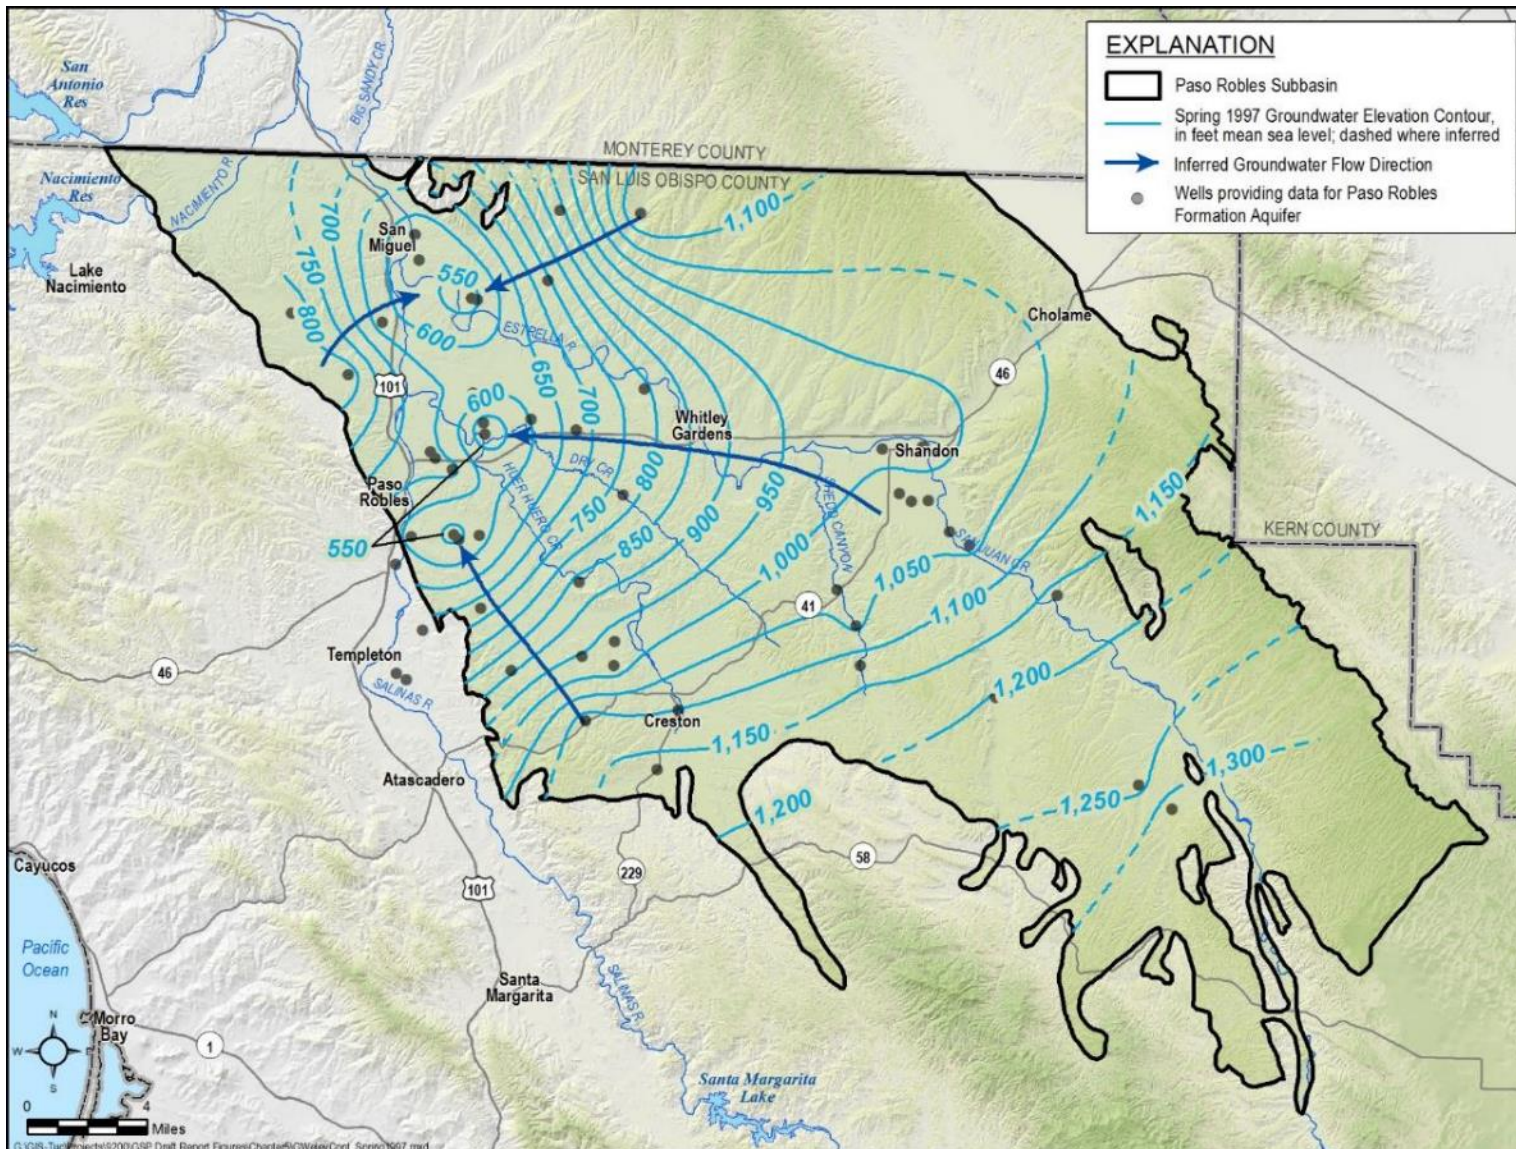 EXPLANATION
Paso Robles Subbasin
Spring 1997 Groundwater Elevation Contour,
in feet mean sea level; dashed where inferred
Inferred Groundwater Flow Direction
Wells providing data for Paso Robles
Formation Aquifer
San
Antonio
Res
BIG SANDY CR.
MONTEREY COUNTY
SAN LUIS OBISPO COUNTY
Nacimiento
Res
NACIMIENTO R
Lake
Nacimiento
San
Miguel
700
750
800
550
600
1,100
ESTRELLA R
Cholame
46
101
600
650
700
Whitley
Gardens
Shandon
Paso
Robles
HUER HUERO CR
DRY CR
750
800
850
900
950
1,000
SHEDD CANYON
SAN JUAN CR
1,150
KERN COUNTY
550
1,050
1,100
41
Templeton
46
SALINAS R
1,200
Creston
1,150
Atascadero
1,300
1,250
1,200
58
229
101
Cayucos
Pacific
Ocean
Santa
Margarita
SALINAS R.
Morro
Bay
1
N
W
E
S
Santa Margarita
Lake
0
4
Miles